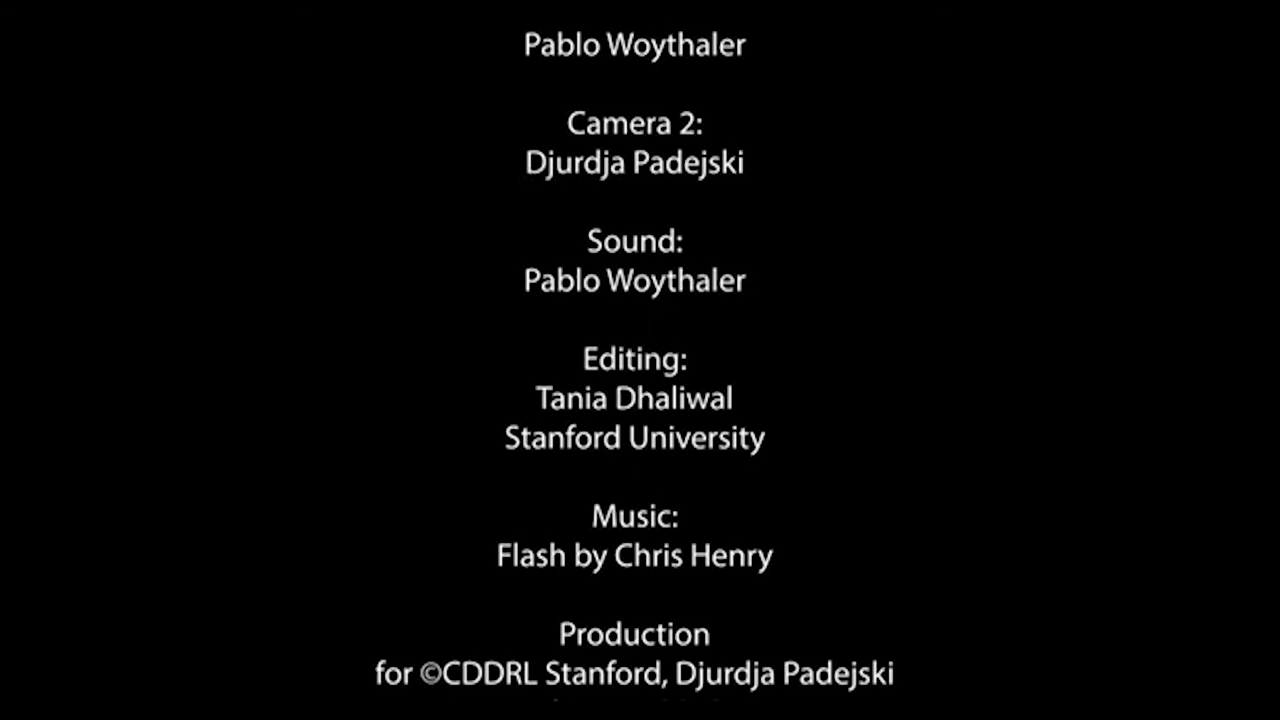 Pablo Woythaler
Camera 2:
Djurdja Padejski
Sound:
Pablo Woythaler
Editing:
Tania Dhaliwal
Stanford University
Music:
Flash by Chris Henry
Production
for ©CDDRL Stanford, Djurdja Padejski